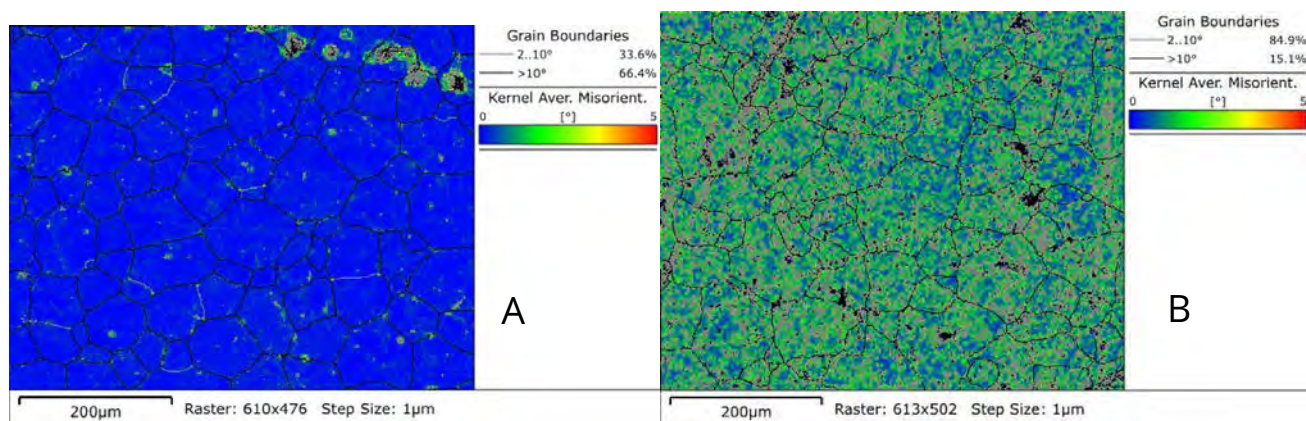 Grain Boundaries
2..10° 33.6%
>10° 66.4%
Kernel Aver. Misorient.
0 [°] 5
A
200µm Raster: 610x476 Step Size: 1µm
Grain Boundaries
2..10° 84.9%
>10° 15.1%
Kernel Aver. Misorient.
0 [°] 5
B
200µm Raster: 613x502 Step Size: 1µm